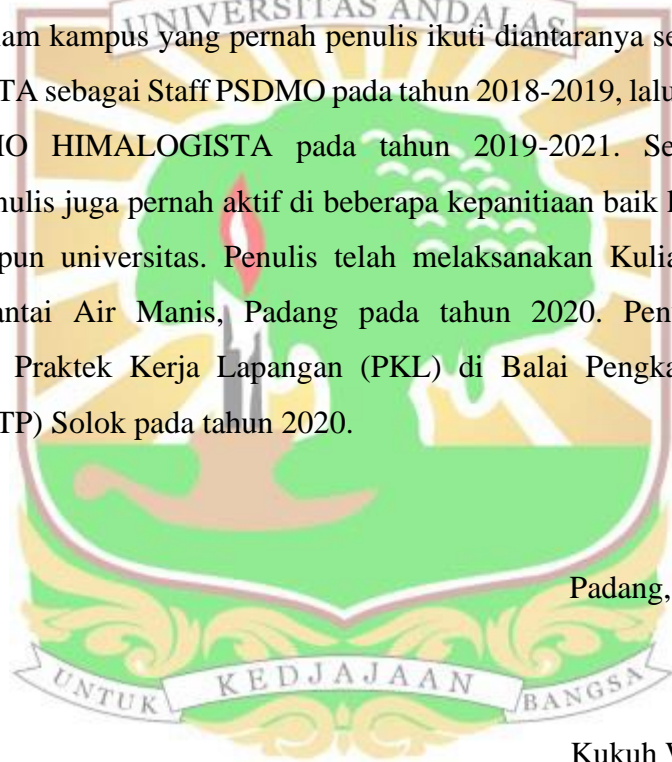 UNIVERSITAS ANDALAS
lam kampus yang pernah penulis ikuti diantaranya se
TA sebagai Staff PSDMO pada tahun 2018-2019, lalu
MO HIMALOGISTA pada tahun 2019-2021. Se
nulis juga pernah aktif di beberapa kepanitiaan baik
pun universitas. Penulis telah melaksanakan Kulia
antai Air Manis, Padang pada tahun 2020. Pen
Praktek Kerja Lapangan (PKL) di Balai Pengka
TP) Solok pada tahun 2020.
Padang,
UNTUK KEDJAJAAN BANGSA
Kukuh